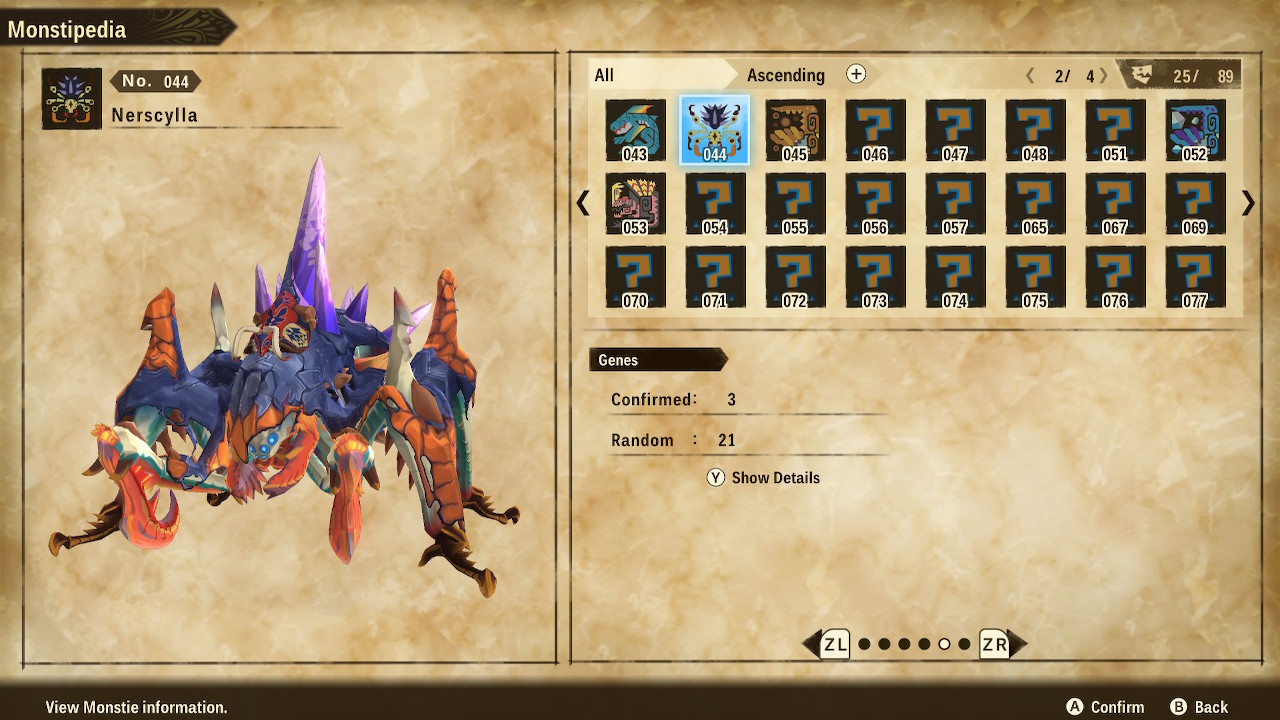 Monstipedia
No. 044
Nerscylla
All
Ascending
2/ 4
25/ 89
043 044 045 046 047 048 051 052
053 054 055 056 057 065 067 069
070 071 072 073 074 075 076 077
Genes
Confirmed: 3
Random : 21
Y Show Details
ZL ZR
View Monstie information.
A Confirm B Back